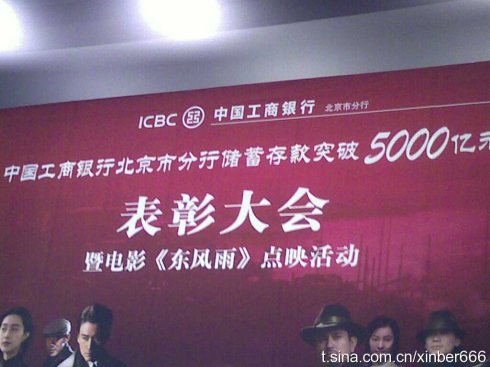 ICBC 中国工商银行 北京市分行
中国工商银行北京市分行储蓄存款突破5000亿元
表彰大会
暨电影《东风雨》点映活动
t.sina.com.cn/xinber666